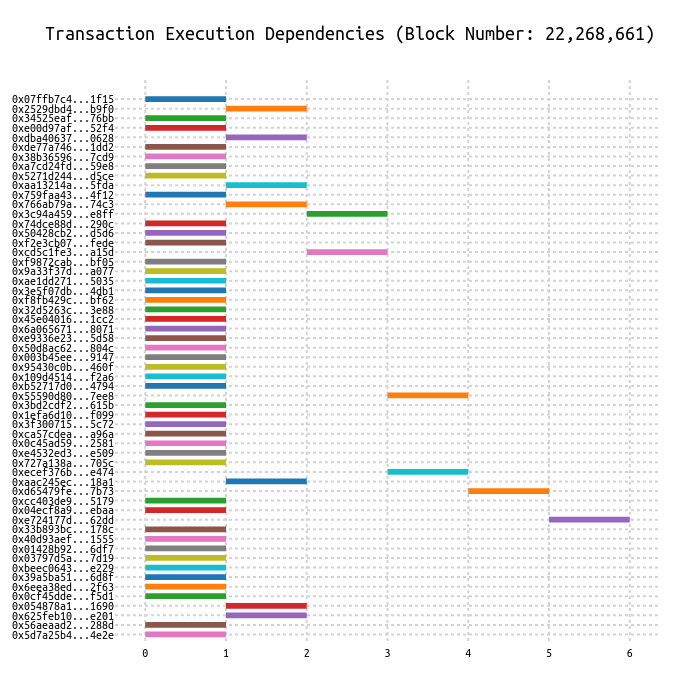 Transaction Execution Dependencies (Block Number: 22,268,661)
0x07ffb7c4...1f15
0x2529dbd4...b9f0
0x34525eaf...76bb
0xe00d97af...52f4
0xdba40637...0628
0xde77a746...1dd2
0x38b36596...7cd9
0xa7cd24fd...59e8
0x5271d244...d5ce
0xaa13214a...5fda
0x759faa43...4f12
0x766ab79a...74c3
0x3c94a459...e8ff
0x74dce88d...290c
0x50428cb2...d5d6
0xf2e3cb07...fede
0xcd5c1fe3...a15d
0xf9872cab...bf05
0x9a33f37d...a077
0xae1dd271...5035
0x3e5f07db...4db1
0xf8fb429c...bf62
0x32d5263c...3e88
0x45e04016...1cc2
0x6a065671...8071
0xe9336e23...5d58
0x50d8ac62...804c
0x003b45ee...9147
0x95430c0b...460f
0x109d4514...f2a6
0xb52717d0...4794
0x55590d80...7ee8
0x3bd2cdf2...615b
0x1efa6d10...f099
0x3f300715...5c72
0xca57cdea...a96a
0x0c45ad59...2581
0xe4532ed3...e509
0x727a138a...705c
0xecef376b...e474
0xaac245ec...18a1
0xd65479fe...7b73
0xcc403de9...5179
0x04ecf8a9...ebaa
0xe724177d...62dd
0x33b893bc...178c
0x40d93aef...1555
0x01428b92...6df7
0x03797d5a...7d19
0xbeec0643...e229
0x39a5ba51...6d8f
0x6eea38ed...2f63
0x0cf45dde...f5d1
0x054878a1...1690
0x625feb10...e201
0x56aeaad2...288d
0x5d7a25b4...4e2e
0 1 2 3 4 5 6